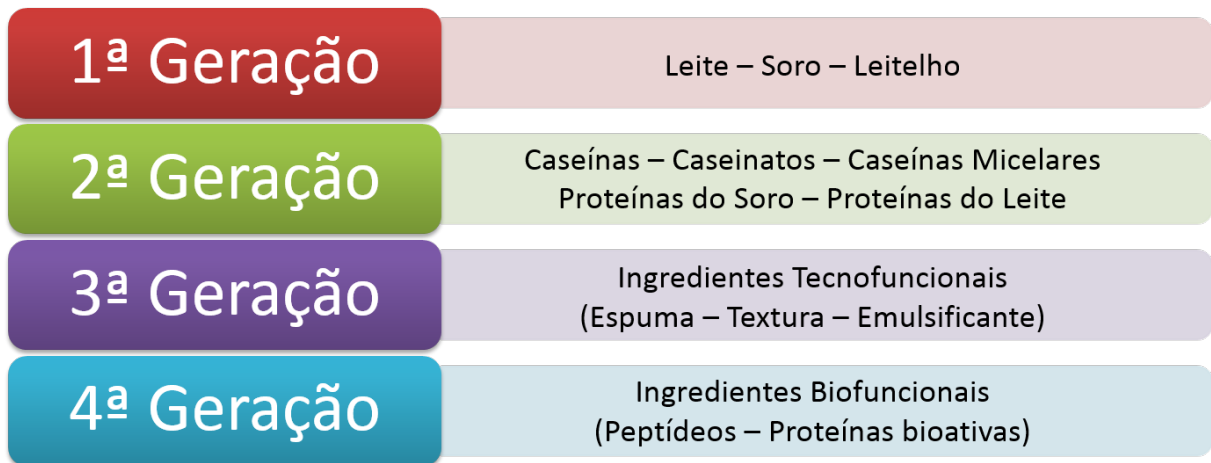 1ª Geração
Leite – Soro – Leitelho
2ª Geração
Caseínas – Caseinatos – Caseínas Micelares
Proteínas do Soro – Proteínas do Leite
3ª Geração
Ingredientes Tecnofuncionais
(Espuma – Textura – Emulsificante)
4ª Geração
Ingredientes Biofuncionais
(Peptídeos – Proteínas bioativas)